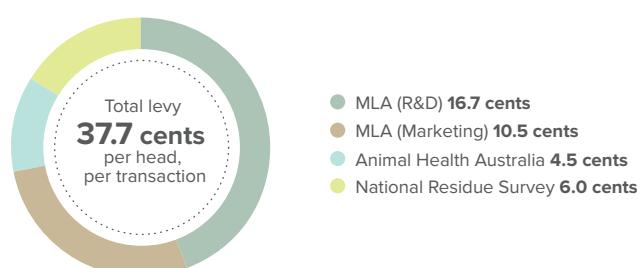 Total levy
37.7 cents
per head,
per transaction
MLA (R&D) 16.7 cents
MLA (Marketing) 10.5 cents
Animal Health Australia 4.5 cents
National Residue Survey 6.0 cents